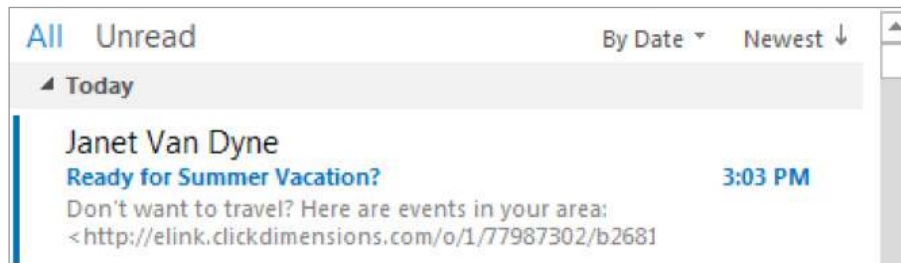 All Unread By Date Newest
Today
Janet Van Dyne
Ready for Summer Vacation? 3:03 PM
Don't want to travel? Here are events in your area:
<http://elink.clickdimensions.com/o/1/77987302/b2681